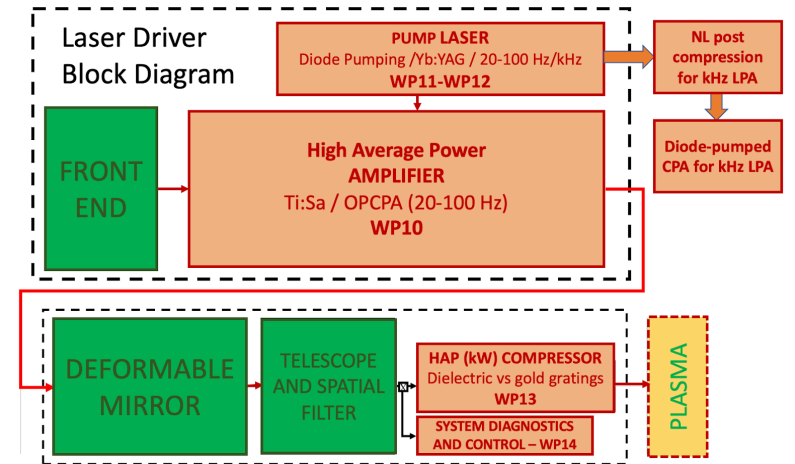 Laser Driver
Block Diagram
PUMP LASER
Diode Pumping /Yb:YAG / 20-100 Hz/kHz
WP11-WP12
NL post
compression
for kHz LPA
Diode-pumped
CPA for kHz LPA
FRONT
END
High Average Power
AMPLIFIER
Ti:Sa / OPCPA (20-100 Hz)
WP10
DEFORMABLE
MIRROR
TELESCOPE
AND SPATIAL
FILTER
HAP (kW) COMPRESSOR
Dielectric vs gold gratings
WP13
SYSTEM DIAGNOSTICS
AND CONTROL – WP14
PLASMA